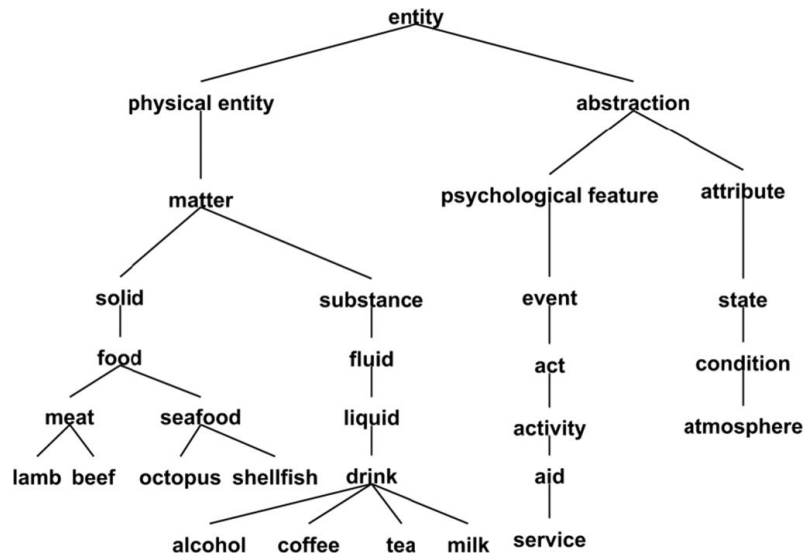 entity
physical entity abstraction
matter psychological feature attribute
solid substance event state
food fluid act condition
meat seafood liquid activity atmosphere
lamb beef octopus shellfish drink aid
alcohol coffee tea milk service